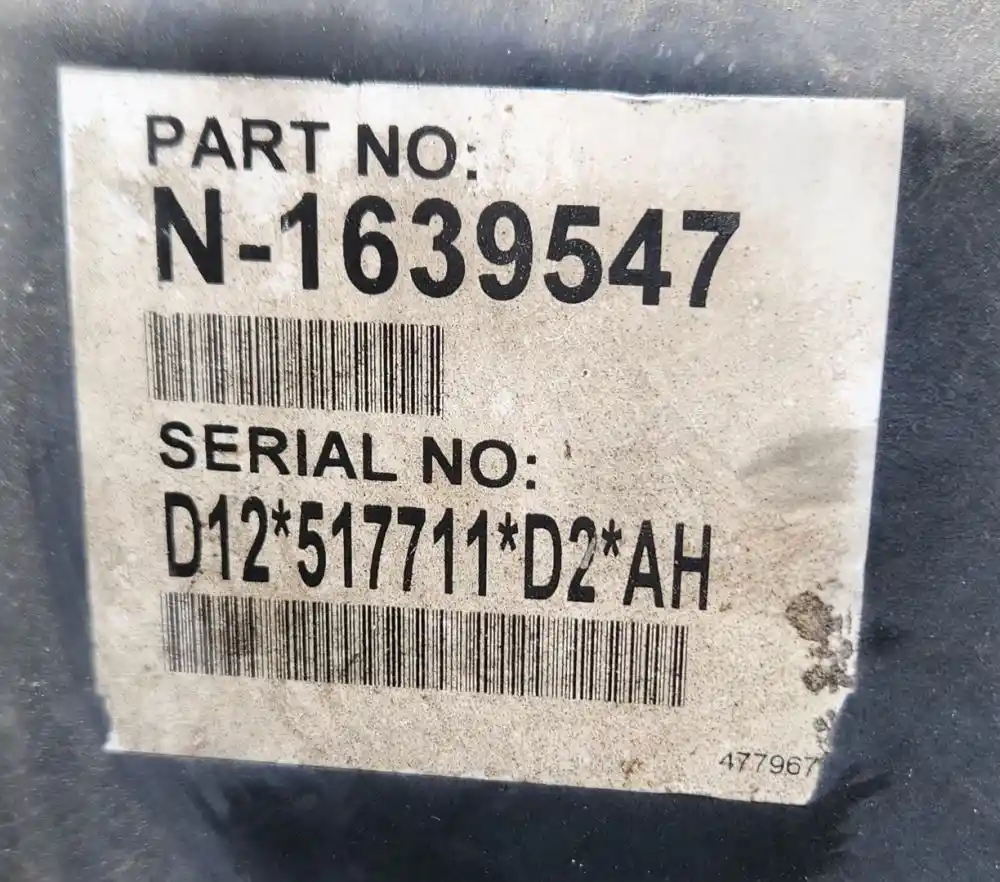 PART NO:
N-1639547
SERIAL NO:
D12*517711*D2*AH
477967